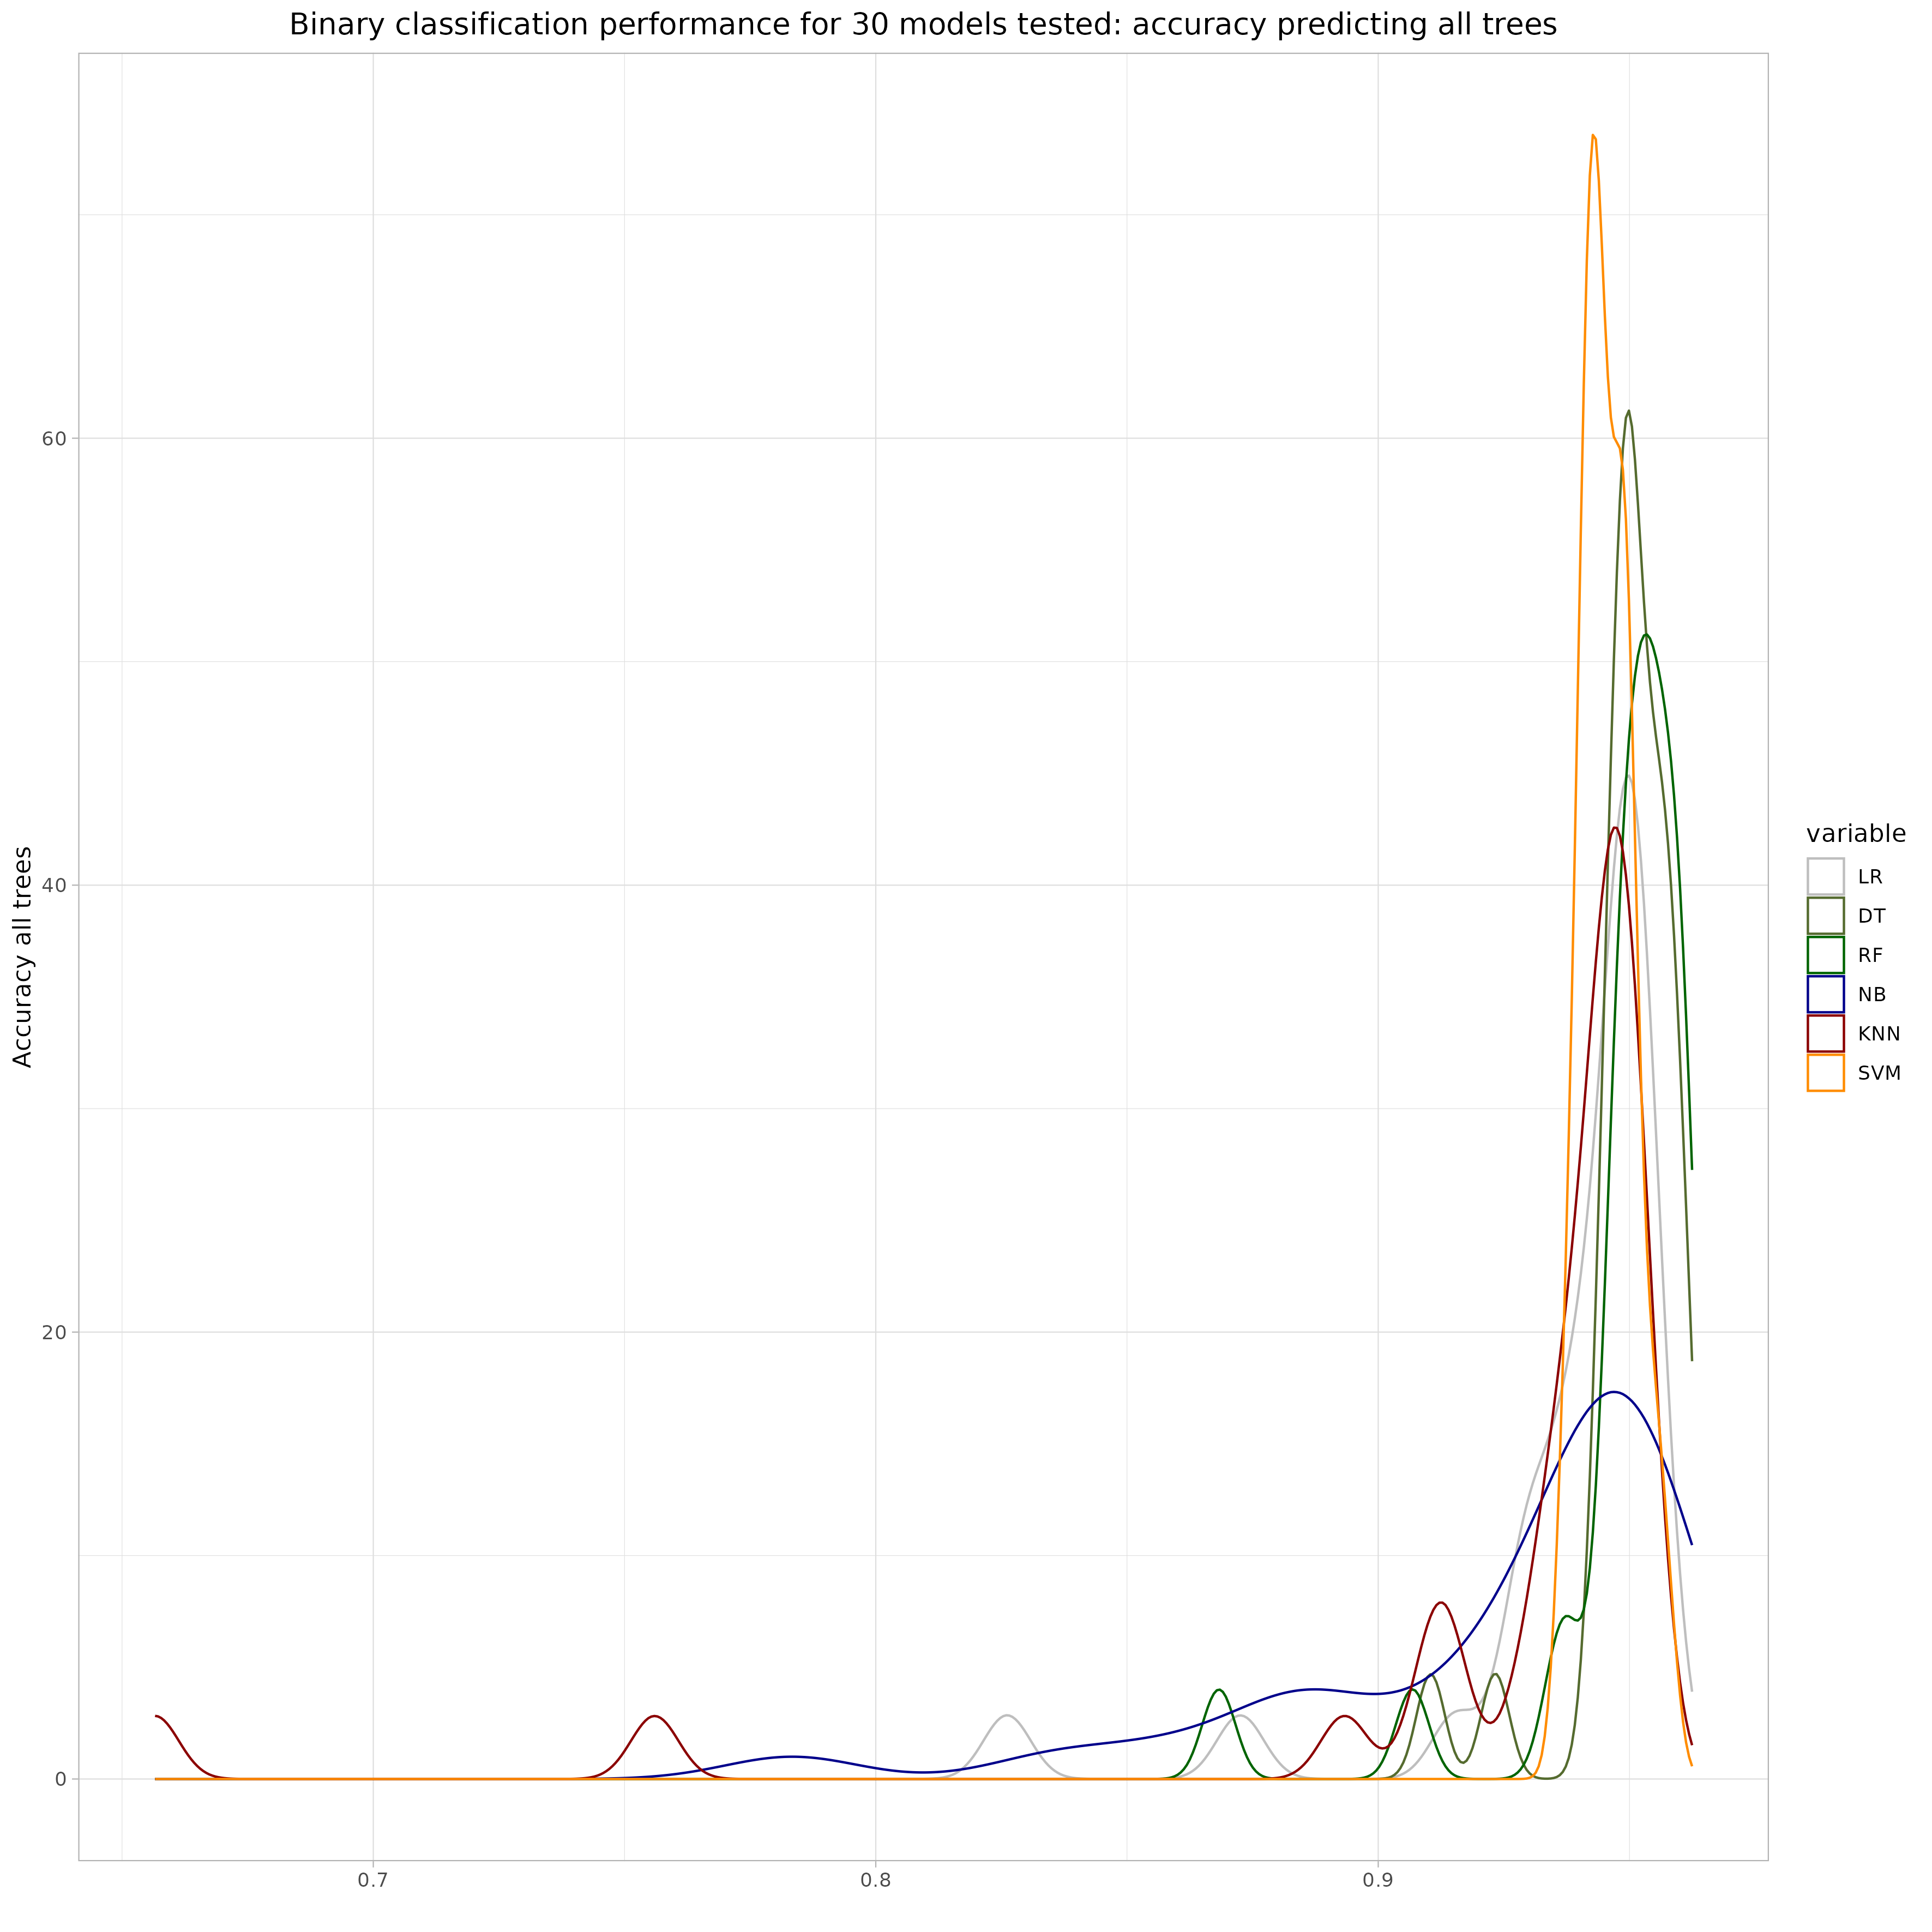 Binary classification performance for 30 models tested: accuracy predicting all trees
Accuracy all trees
60
40
20
0
0.7
0.8
0.9
variable
LR
DT
RF
NB
KNN
SVM